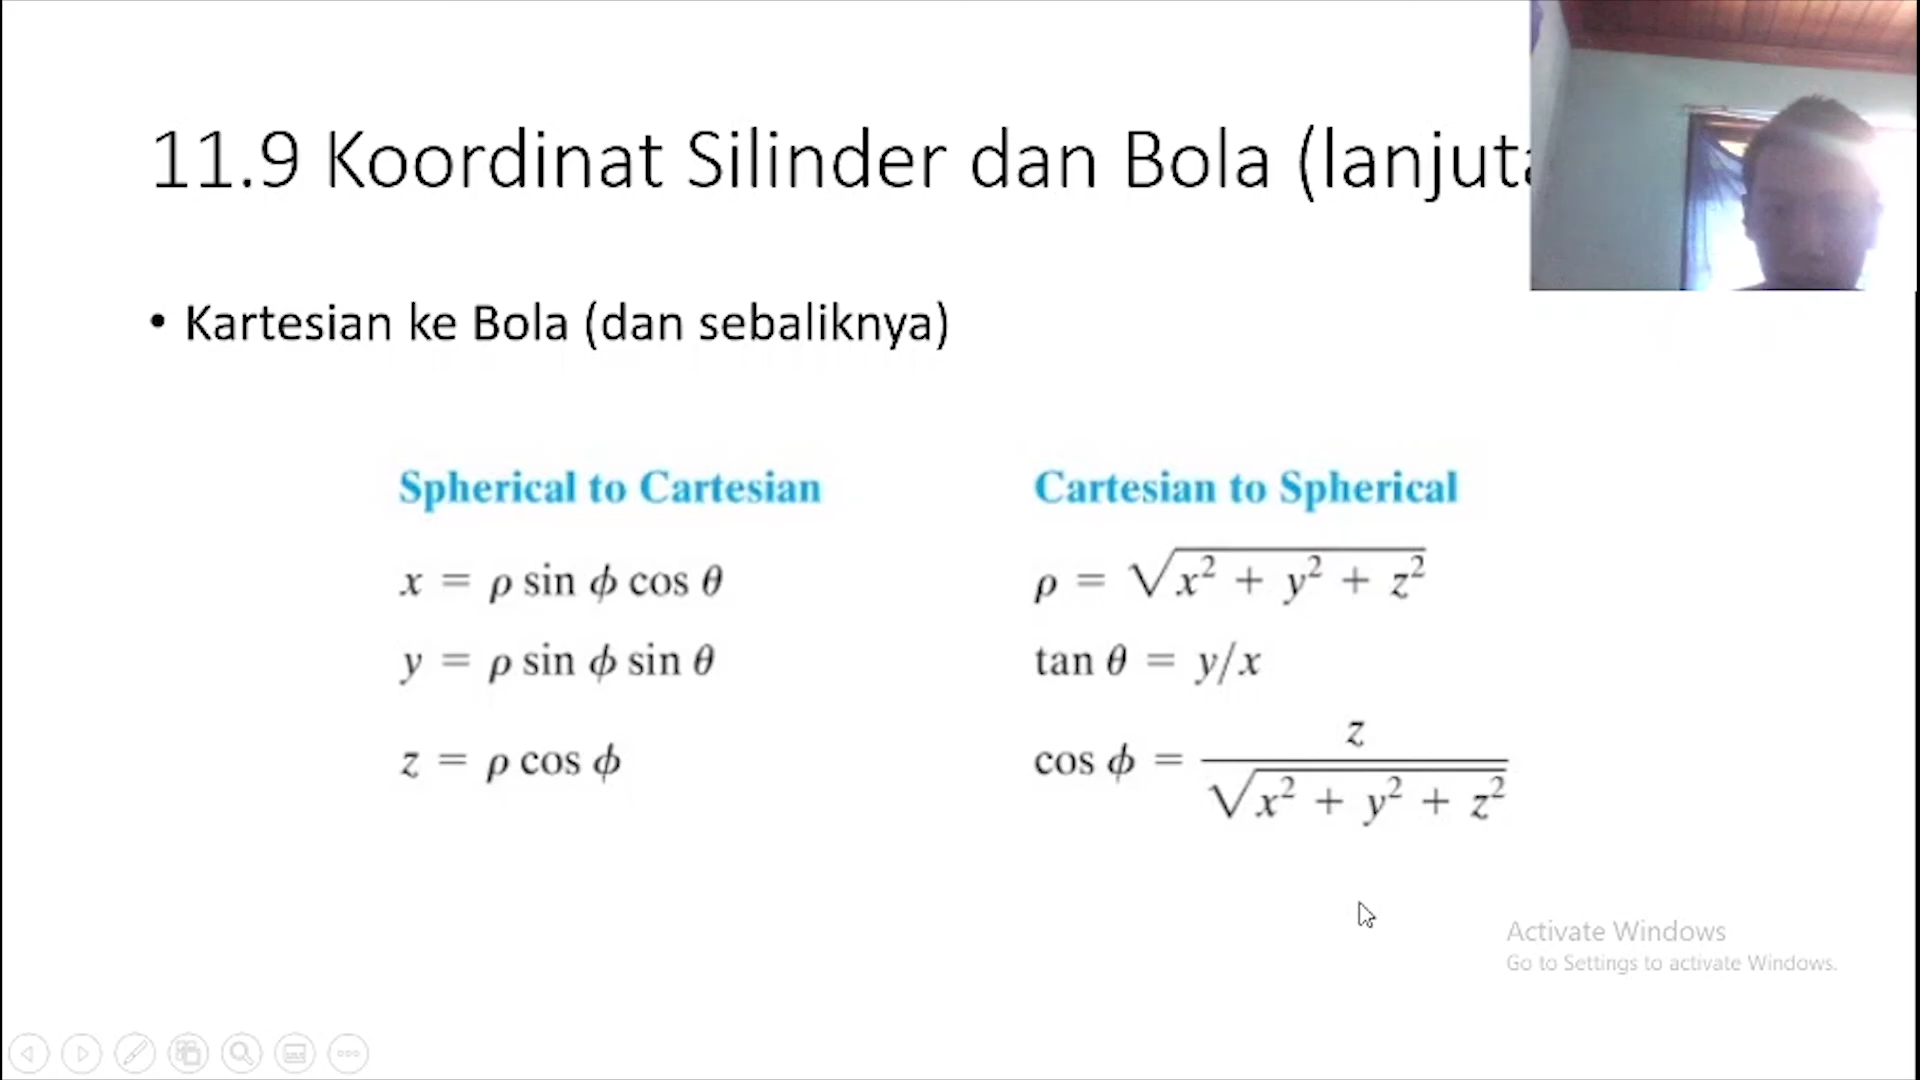 11.9 Koordinat Silinder dan Bola (lanjuta
• Kartesian ke Bola (dan sebaliknya)
Spherical to Cartesian
x = ρ sin ϕ cos θ
y = ρ sin ϕ sin θ
z = ρ cos ϕ
Cartesian to Spherical
ρ = √(x² + y² + z²)
tan θ = y/x
cos ϕ = z / √(x² + y² + z²)
Activate Windows
Go to Settings to activate Windows.